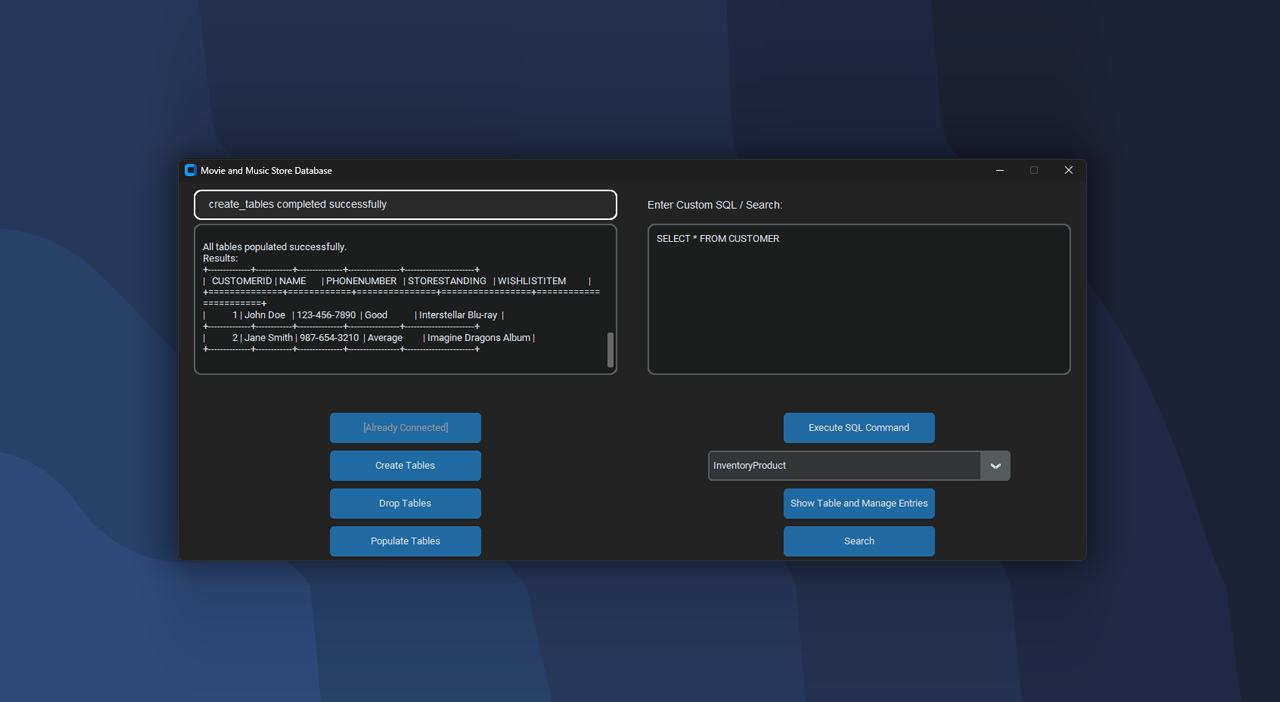 Movie and Music Store Database
create_tables completed successfully
All tables populated successfully.
Results:
+--------------+------------+---------------+-----------------+-----------------------+
|   CUSTOMERID | NAME       | PHONENUMBER   | STORESTANDING   | WISHLISTITEM          |
+==============+============+===============+=================+============
===========+
|            1 | John Doe   | 123-456-7890  | Good            | Interstellar Blu-ray  |
+--------------+------------+---------------+-----------------+-----------------------+
|            2 | Jane Smith | 987-654-3210  | Average         | Imagine Dragons Album |
+--------------+------------+---------------+-----------------+-----------------------+
Enter Custom SQL / Search:
SELECT * FROM CUSTOMER
[Already Connected]
Create Tables
Drop Tables
Populate Tables
Execute SQL Command
InventoryProduct
Show Table and Manage Entries
Search